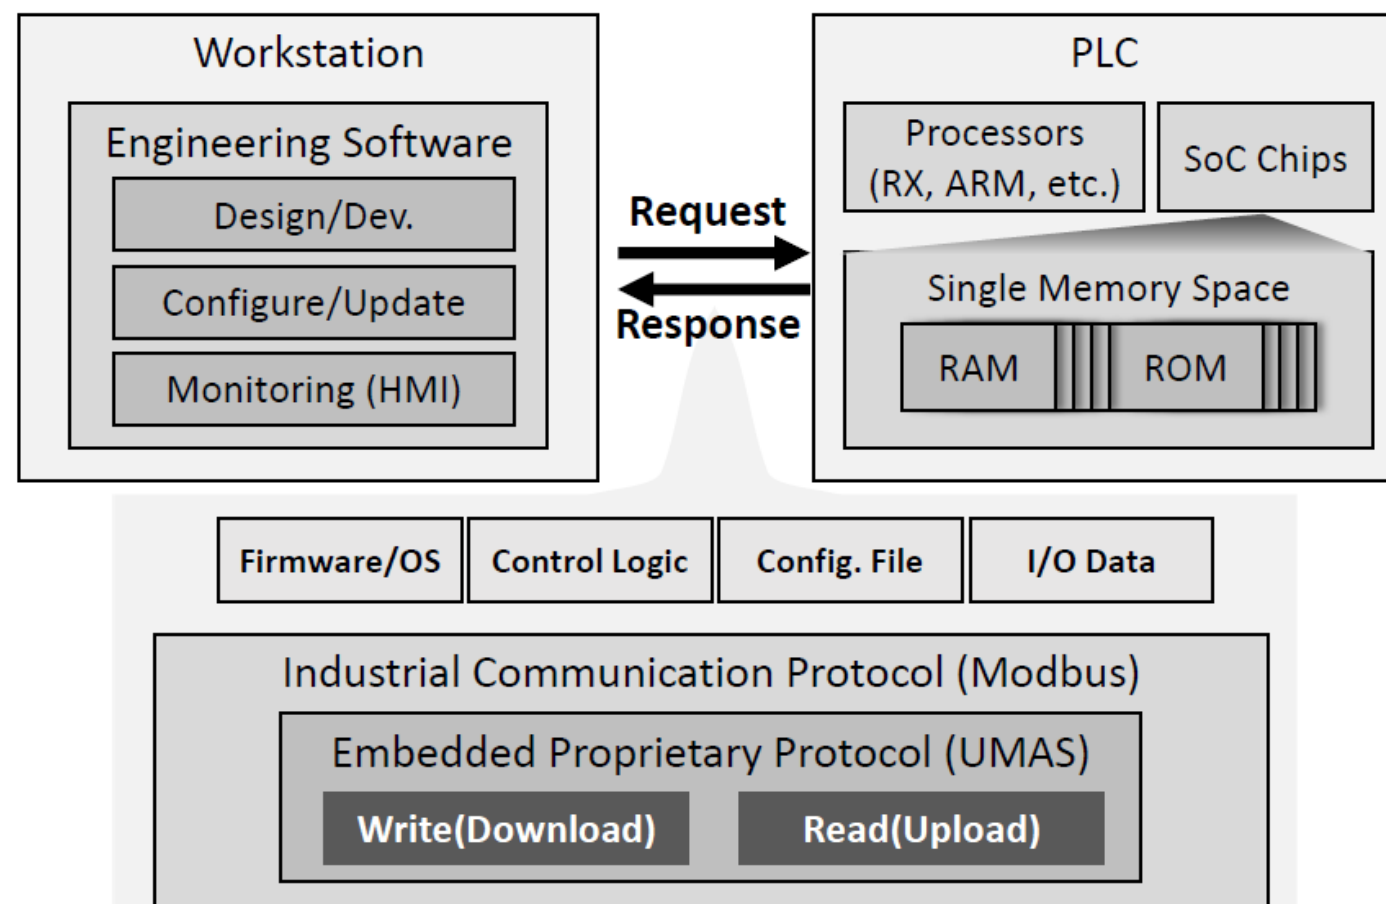 Workstation
Engineering Software
Design/Dev.
Configure/Update
Monitoring (HMI)
Request
Response
PLC
Processors
(RX, ARM, etc.)
SoC Chips
Single Memory Space
RAM
ROM
Firmware/OS
Control Logic
Config. File
I/O Data
Industrial Communication Protocol (Modbus)
Embedded Proprietary Protocol (UMAS)
Write(Download)
Read(Upload)